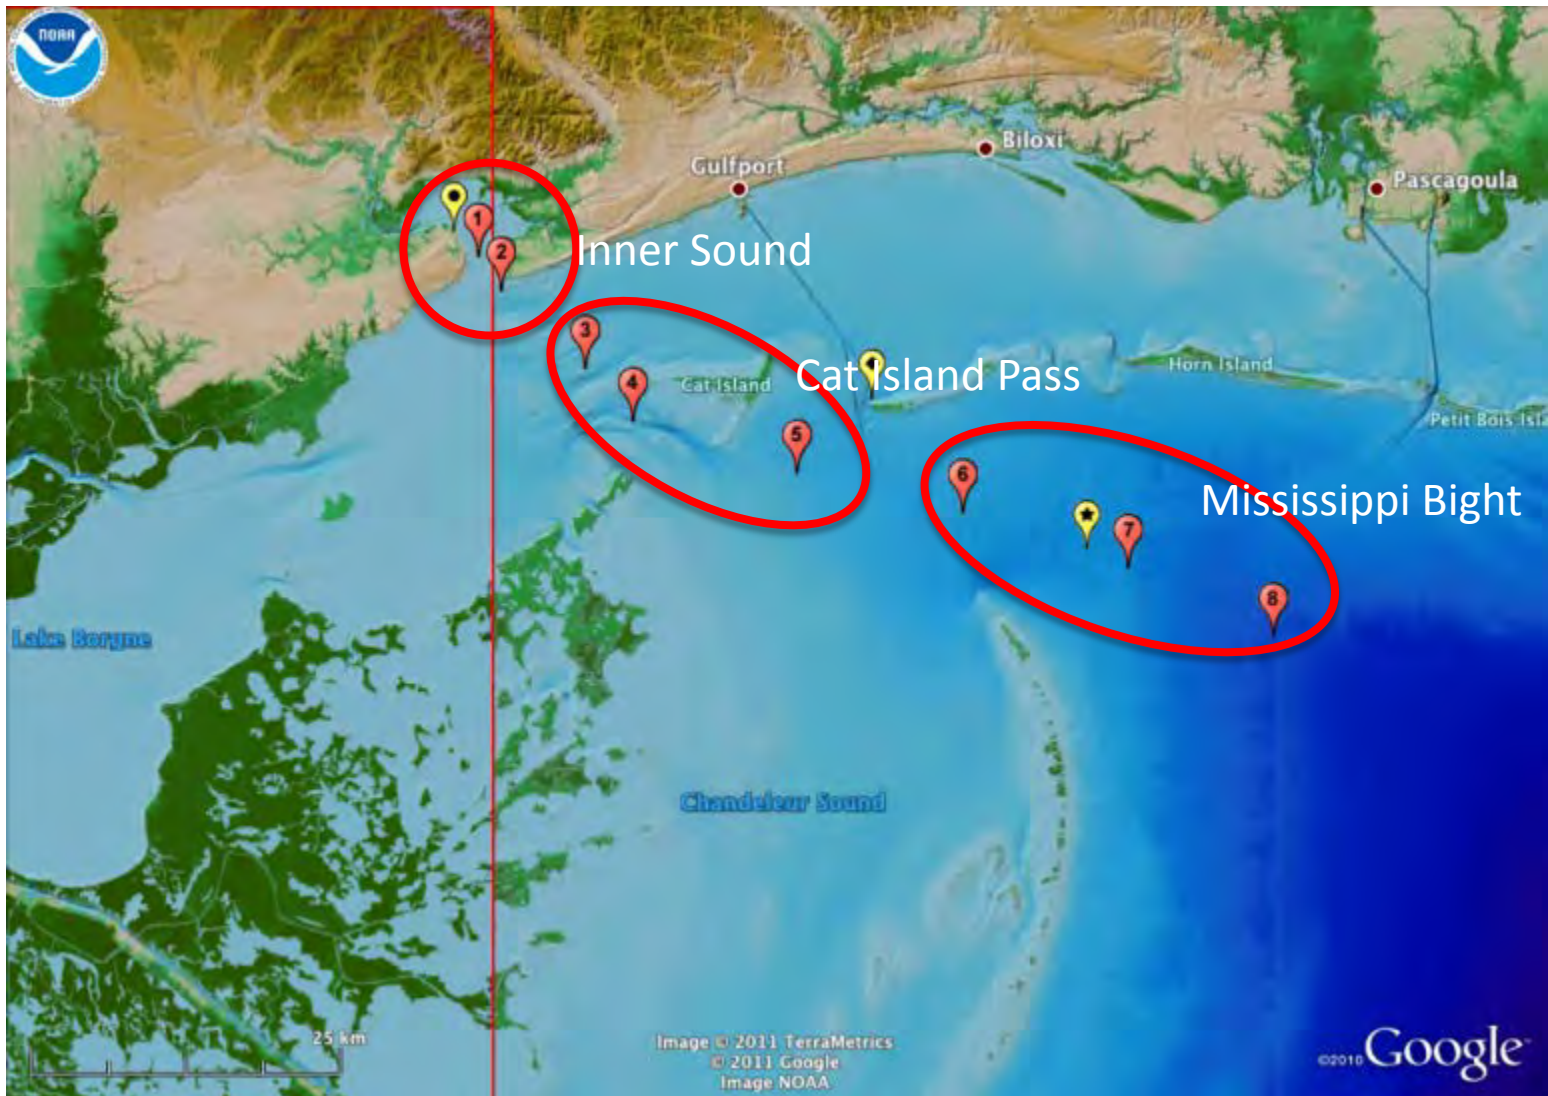 NOAA
Biloxi
Gulfport
Pascagoula
1
2
Inner Sound
3
4
Cat Island
Cat Island Pass
Horn Island
5
Petit Bois Isla
6
Mississippi Bight
7
8
Lake Borgne
Chandeleur Sound
25 km
Image © 2011 TerraMetrics
© 2011 Google
Image NOAA
©2010 Google